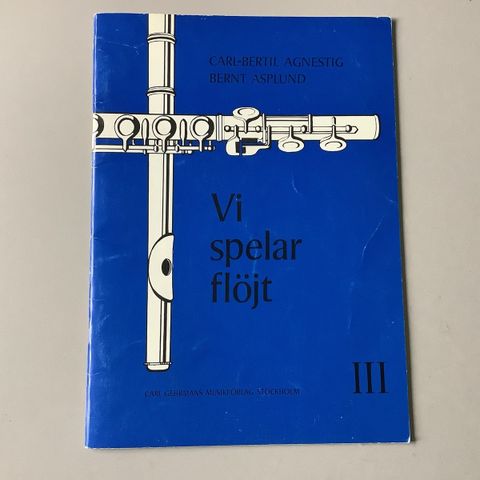 CARL-BERTIL AGNESTIG
BERNT ASPLUND
Vi
spelar
flöjt
III
CARL GEHRMANS MUSIKFÖRLAG STOCKHOLM